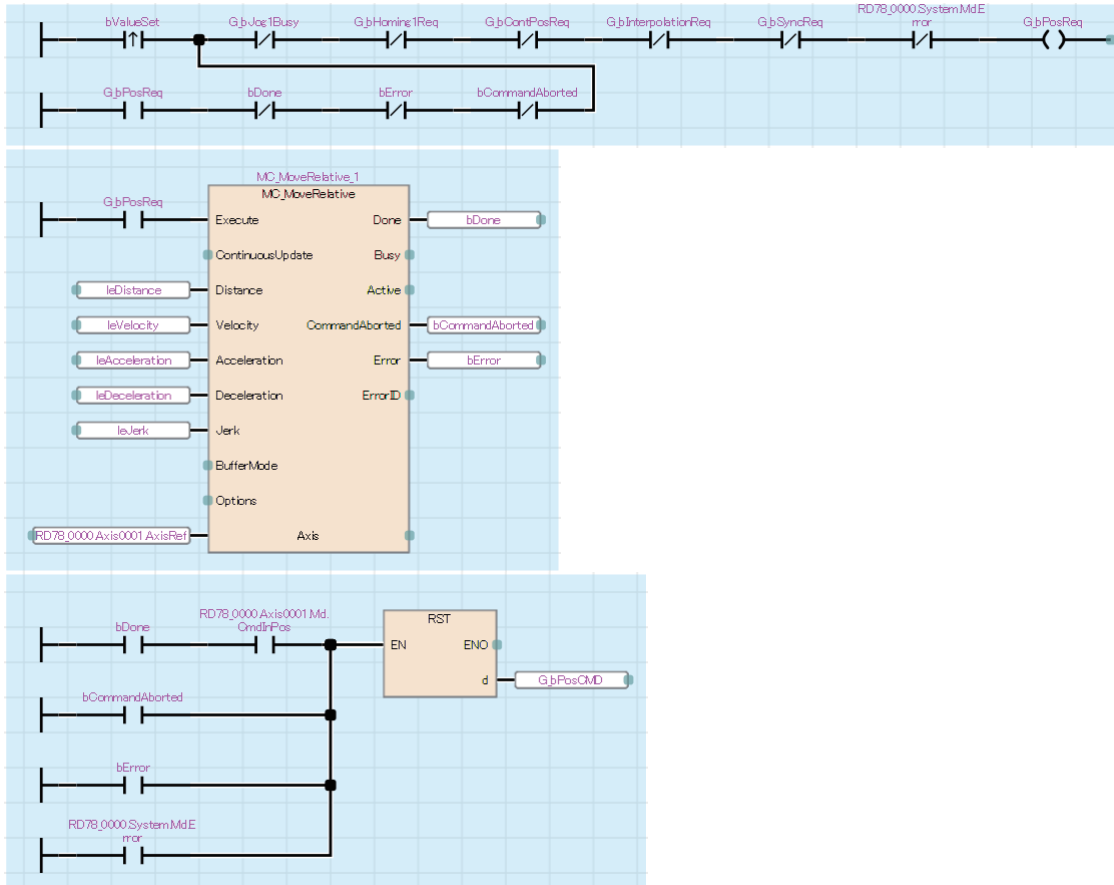 RD78_0000.System.Md.E
bValueSet G_bJog1Busy G_bHoming1Req G_bContPosReq G_bInterpolationReq G_bSyncReq rror G_bPosReq
G_bPosReq bDone bError bCommandAborted
MC_MoveRelative_1
MC_MoveRelative
G_bPosReq
Execute Done bDone
ContinuousUpdate Busy
leDistance Distance Active
leVelocity Velocity CommandAborted bCommandAborted
leAcceleration Acceleration Error bError
leDeceleration Deceleration ErrorID
leJerk Jerk
BufferMode
Options
RD78_0000.Axis0001.AxisRef Axis
RD78_0000.Axis0001.Md.
bDone CmdInPos
RST
EN ENO
d G_bPosCMD
bCommandAborted
bError
RD78_0000.System.Md.E
rror